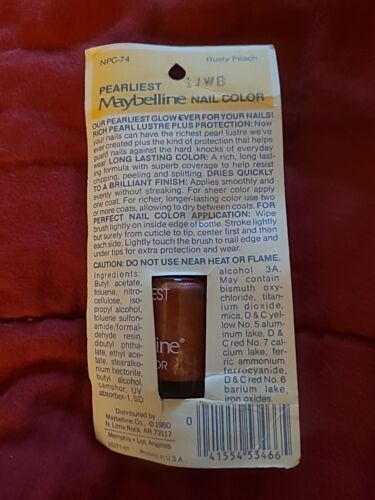 NPC-74 Rusty Peach
PEARLIEST 1JWB
Maybelline NAIL COLOR
OUR PEARLIEST GLOW EVER FOR YOUR NAILS!
RICH PEARL LUSTRE PLUS PROTECTION: Now
your nails can have the richest pearl lustre we've
ever created plus the kind of protection that helps
guard nails against the hard knocks of everyday
wear. LONG LASTING COLOR: A rich, long last-
ing formula with superb coverage to help resist
chipping, peeling and splitting. DRIES QUICKLY
TO A BRILLIANT FINISH: Applies smoothly and
evenly without streaking. For sheer color apply
one coat. For richer, longer-lasting color use two
or more coats, allowing to dry between coats. FOR
PERFECT NAIL COLOR APPLICATION: Wipe
brush lightly on inside edge of bottle. Stroke lightly
but surely from cuticle to tip, center first and then
each side. Lightly touch the brush to nail edge and
under tips for extra protection and wear.
CAUTION: DO NOT USE NEAR HEAT OR FLAME.
Ingredients:
Butyl acetate,
toluene, nitro-
cellulose, iso-
propyl alcohol,
toluene sulfon-
amide/formal-
dehyde resin,
dibutyl phtha-
late, ethyl ace-
tate, stearalko-
nium hectorite,
butyl alcohol,
camphor, UV
absorber-1, SD
alcohol 3A.
May contain
bismuth oxy-
chloride, titan-
ium dioxide,
mica, D & C yel-
low No. 5 alum-
inum lake, D &
C red No. 7 cal-
cium lake, fer-
ric ammonium
ferrocyanide,
D & C red No. 6
barium lake,
iron oxides.
IEST
lline®
OR
Distributed by
Maybelline Co. © 1980
N. Little Rock, AR 72117
Memphis • Los Angeles
20271-01 Printed in U.S.A.
0 41554 53466